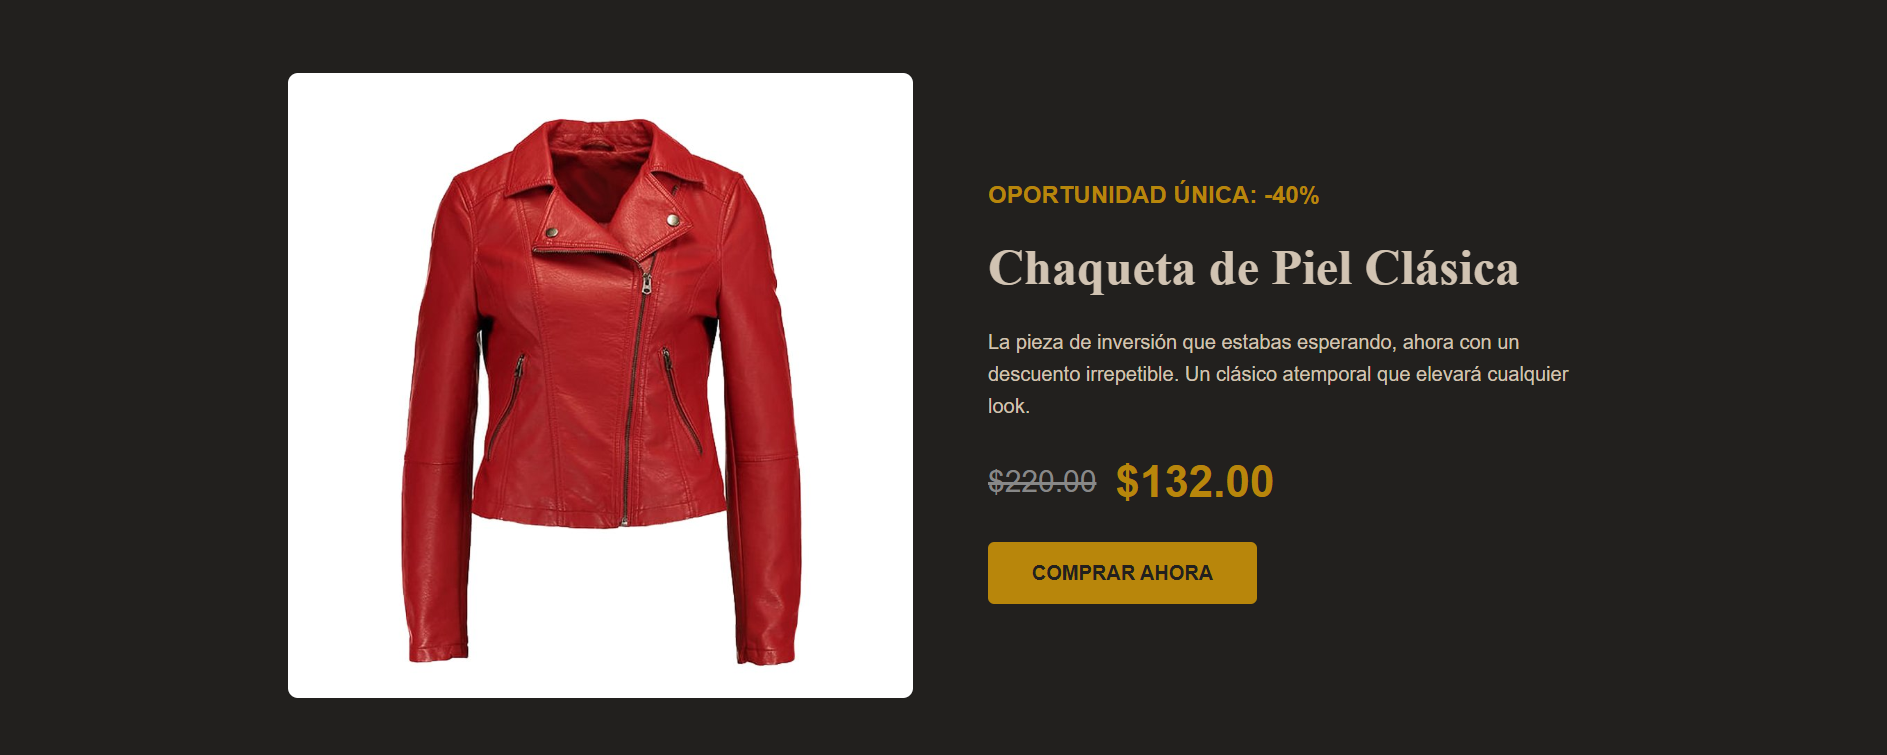 OPORTUNIDAD ÚNICA: -40%
Chaqueta de Piel Clásica
La pieza de inversión que estabas esperando, ahora con un
descuento irrepetible. Un clásico atemporal que elevará cualquier
look.
$220.00 $132.00
COMPRAR AHORA